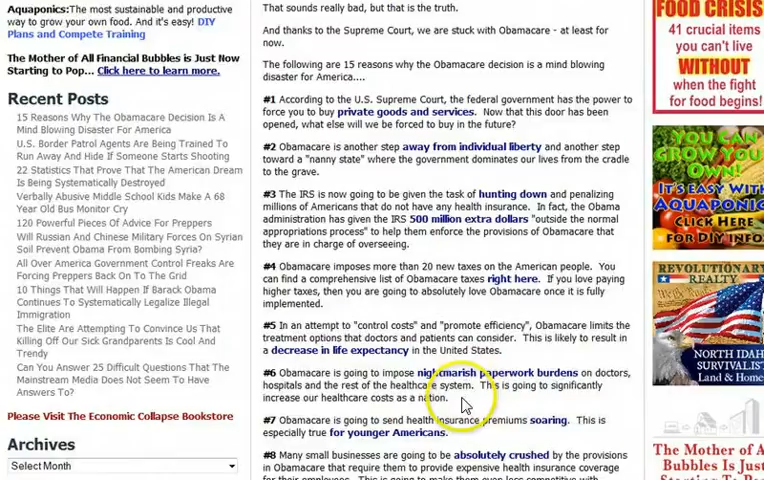 Aquaponics:The most sustainable and productive
way to grow your own food. And it's easy! DIY
Plans and Compete Training
The Mother of All Financial Bubbles is Just Now
Starting to Pop... Click here to learn more.
Recent Posts
15 Reasons Why The Obamacare Decision Is A
Mind Blowing Disaster For America
U.S. Border Patrol Agents Are Being Trained To
Run Away And Hide If Someone Starts Shooting
22 Statistics That Prove That The American Dream
Is Being Systematically Destroyed
Verbally Abusive Middle School Kids Make A 68
Year Old Bus Monitor Cry
120 Powerful Pieces Of Advice For Preppers
Will Russian And Chinese Military Forces On Syrian
Soil Prevent Obama From Bombing Syria?
All Over America Government Control Freaks Are
Forcing Preppers Back On To The Grid
10 Things That Will Happen If Barack Obama
Continues To Systematically Legalize Illegal
Immigration
The Elite Are Attempting To Convince Us That
Killing Off Our Sick Grandparents Is Cool And
Trendy
Can You Answer 25 Difficult Questions That The
Mainstream Media Does Not Seem To Have
Answers To?
Please Visit The Economic Collapse Bookstore
Archives
Select Month
That sounds really bad, but that is the truth.
And thanks to the Supreme Court, we are stuck with Obamacare - at least for
now.
The following are 15 reasons why the Obamacare decision is a mind blowing
disaster for America....
#1 According to the U.S. Supreme Court, the federal government has the power to
force you to buy private goods and services. Now that this door has been
opened, what else will we be forced to buy in the future?
#2 Obamacare is another step away from individual liberty and another step
toward a "nanny state" where the government dominates our lives from the cradle
to the grave.
#3 The IRS is now going to be given the task of hunting down and penalizing
millions of Americans that do not have any health insurance. In fact, the Obama
administration has given the IRS 500 million extra dollars "outside the normal
appropriations process" to help them enforce the provisions of Obamacare that
they are in charge of overseeing.
#4 Obamacare imposes more than 20 new taxes on the American people. You
can find a comprehensive list of Obamacare taxes right here. If you love paying
higher taxes, then you are going to absolutely love Obamacare once it is fully
implemented.
#5 In an attempt to "control costs" and "promote efficiency", Obamacare limits the
treatment options that doctors and patients can consider. This is likely to result in
a decrease in life expectancy in the United States.
#6 Obamacare is going to impose nightmarish paperwork burdens on doctors,
hospitals and the rest of the healthcare system. This is going to significantly
increase our healthcare costs as a nation.
#7 Obamacare is going to send health insurance premiums soaring. This is
especially true for younger Americans.
#8 Many small businesses are going to be absolutely crushed by the provisions
in Obamacare that require them to provide expensive health insurance coverage
for their employees. This is going to make them even less competitive with
FOOD CRISIS
41 crucial items
you can't live
WITHOUT
when the fight
for food begins!
YOU CAN
GROW YOUR
OWN!
IT'S EASY WITH
AQUAPONICS
CLICK HERE
FOR DIY INFO
REVOLUTIONARY
REALTY
NORTH IDAHO
SURVIVALIST
Land & Home
The Mother of A
Bubbles Is Just
Starting To Pop